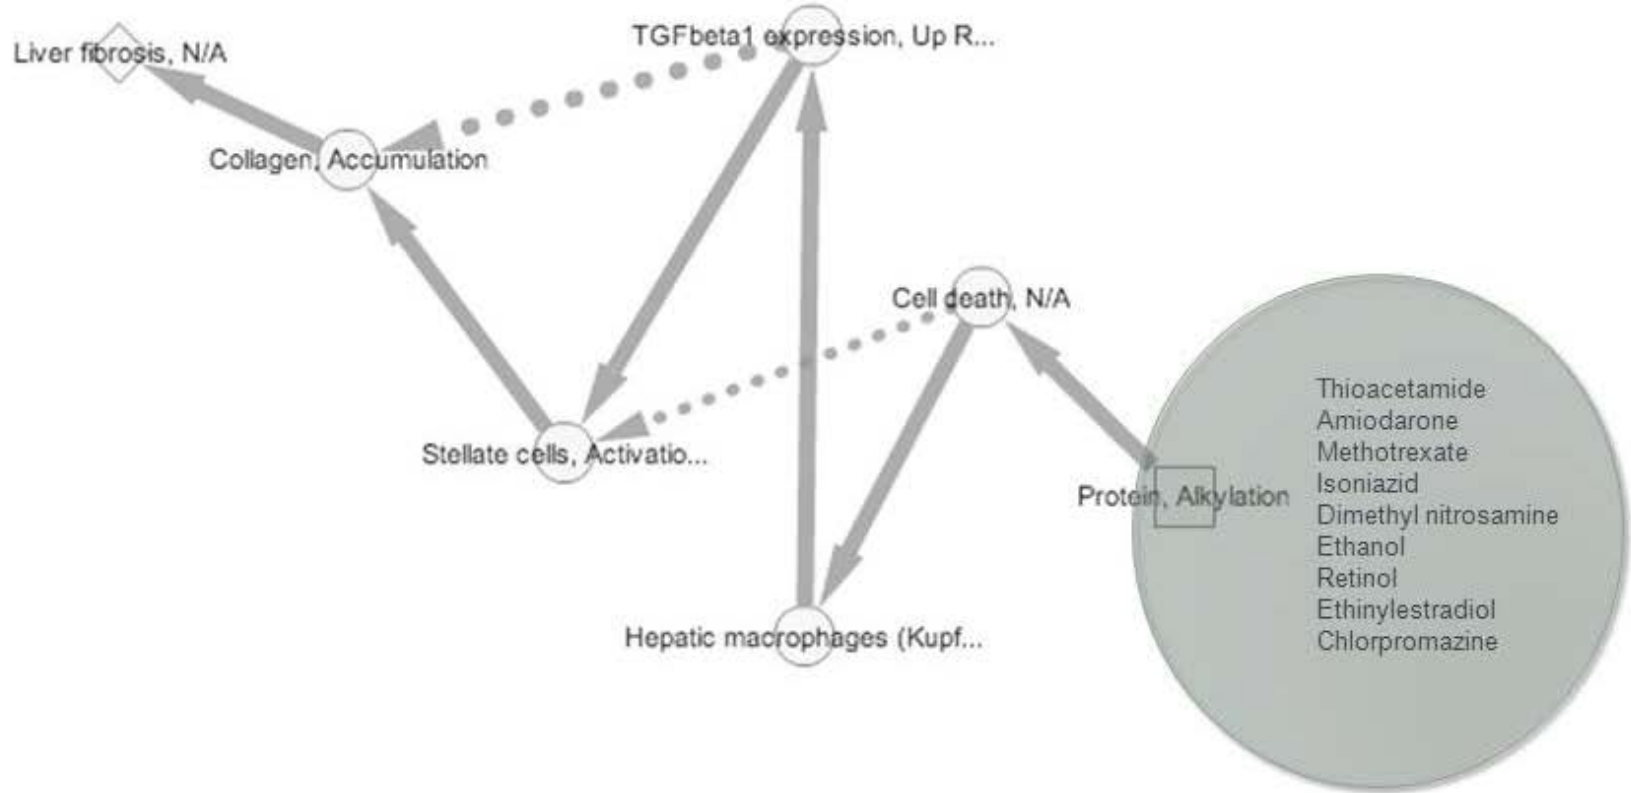 TGFbeta1 expression, Up R...
Liver fibrosis, N/A
Collagen, Accumulation
Cell death, N/A
Stellate cells, Activatio...
Protein, Alkylation
Hepatic macrophages (Kupf...
Thioacetamide
Amiodarone
Methotrexate
Isoniazid
Dimethyl nitrosamine
Ethanol
Retinol
Ethinylestradiol
Chlorpromazine